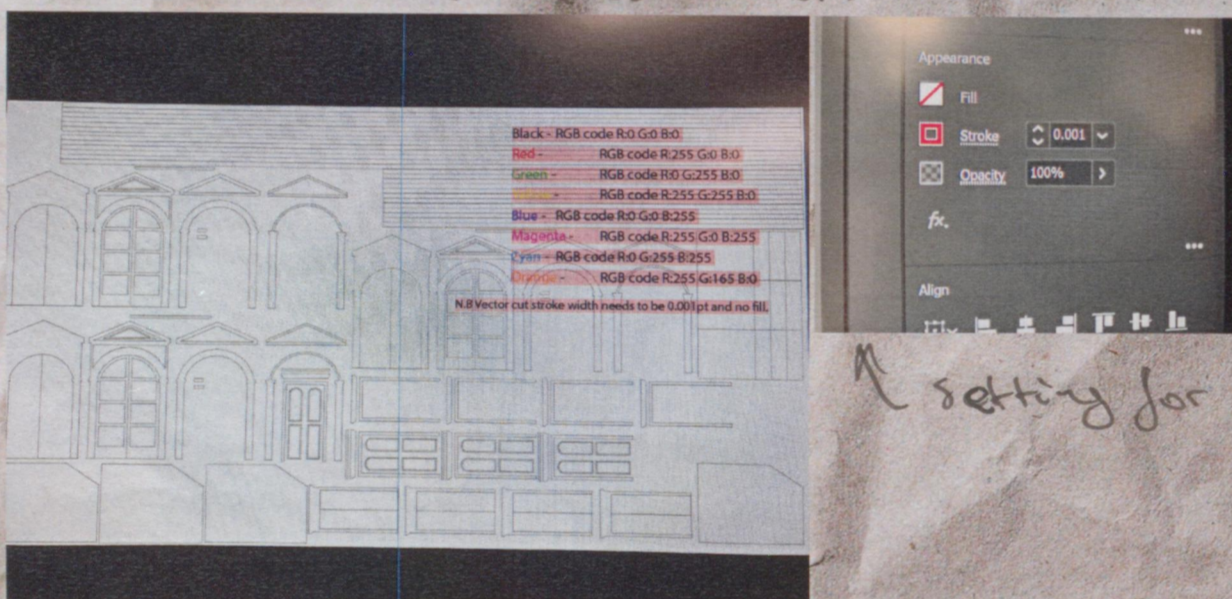 Black - RGB code R:0 G:0 B:0
Red - RGB code R:255 G:0 B:0
Green - RGB code R:0 G:255 B:0
- RGB code R:255 G:255 B:0
Blue - RGB code R:0 G:0 B:255
Magenta - RGB code R:255 G:0 B:255
Cyan - RGB code R:0 G:255 B:255
Orange - RGB code R:255 G:165 B:0
N.B Vector cut stroke width needs to be 0.001pt and no fill.
Appearance
Fill
Stroke 0.001
Opacity 100%
fx.
Align
setting for